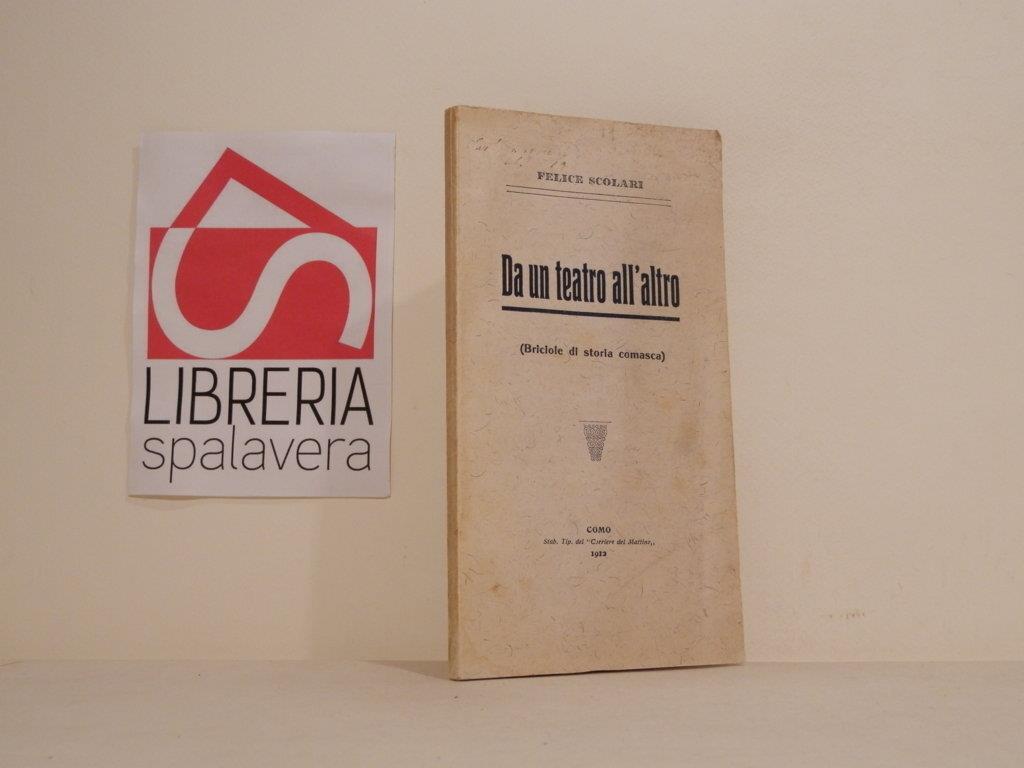 LIBRERIA
spalavera
FELICE SCOLARI
Da un teatro all'altro
(Briciole di storia comasca)
COMO
Stab. Tip. del "Corriere del Mattino„
1912